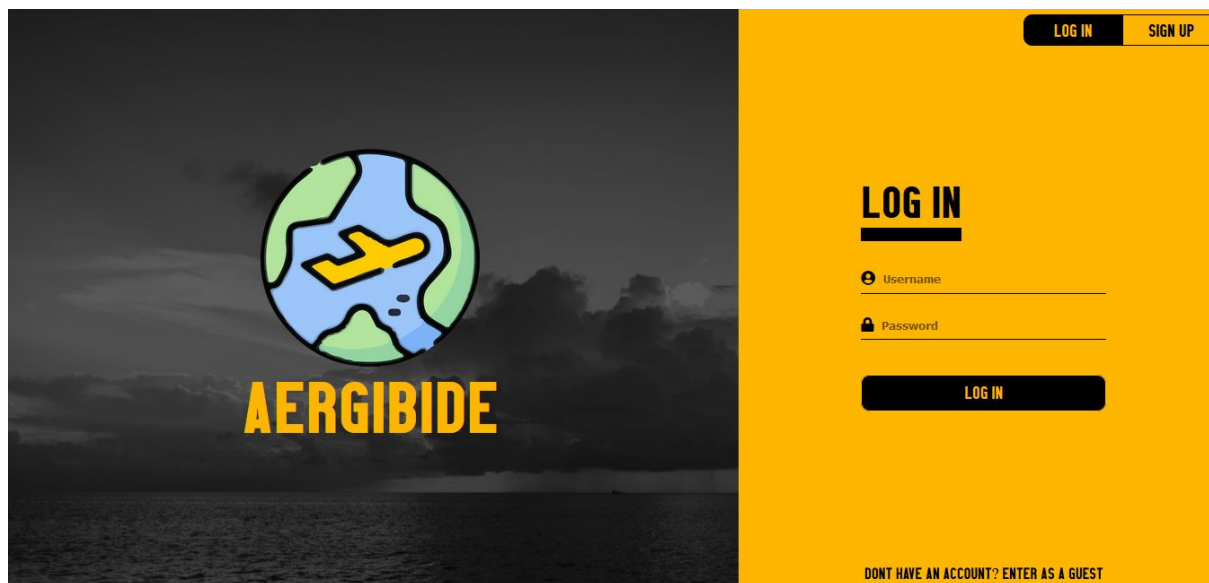 LOG IN
SIGN UP
LOG IN
Username
Password
LOG IN
AERGIBIDE
DONT HAVE AN ACCOUNT? ENTER AS A GUEST